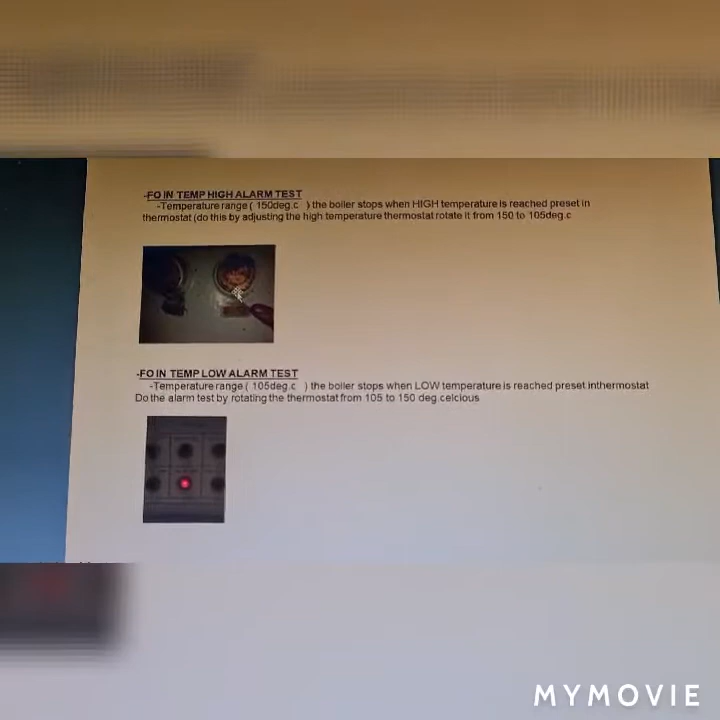 -FO IN TEMP HIGH ALARM TEST
-Temperature range ( 150deg.c ) the boiler stops when HIGH temperature is reached preset in
thermostat (do this by adjusting the high temperature thermostat rotate it from 150 to 105deg.c
-FO IN TEMP LOW ALARM TEST
-Temperature range ( 105deg.c ) the boiler stops when LOW temperature is reached preset inthermostat
Do the alarm test by rotating the thermostat from 105 to 150 deg.celcious
MYMOVIE